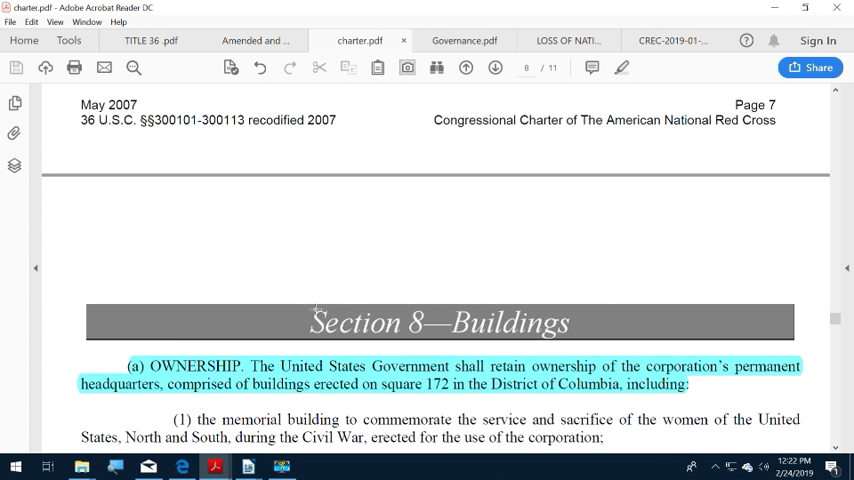 charter.pdf - Adobe Acrobat Reader DC
File Edit View Window Help
Home Tools TITLE 36 .pdf Amended and ... charter.pdf × Governance.pdf LOSS OF NATI... CREC-2019-01-... Sign In
8 / 11 Share
May 2007 Page 7
36 U.S.C. §§300101-300113 recodified 2007 Congressional Charter of The American National Red Cross
Section 8—Buildings
(a) OWNERSHIP. The United States Government shall retain ownership of the corporation's permanent
headquarters, comprised of buildings erected on square 172 in the District of Columbia, including:
(1) the memorial building to commemorate the service and sacrifice of the women of the United
States, North and South, during the Civil War, erected for the use of the corporation;
12:22 PM
2/24/2019